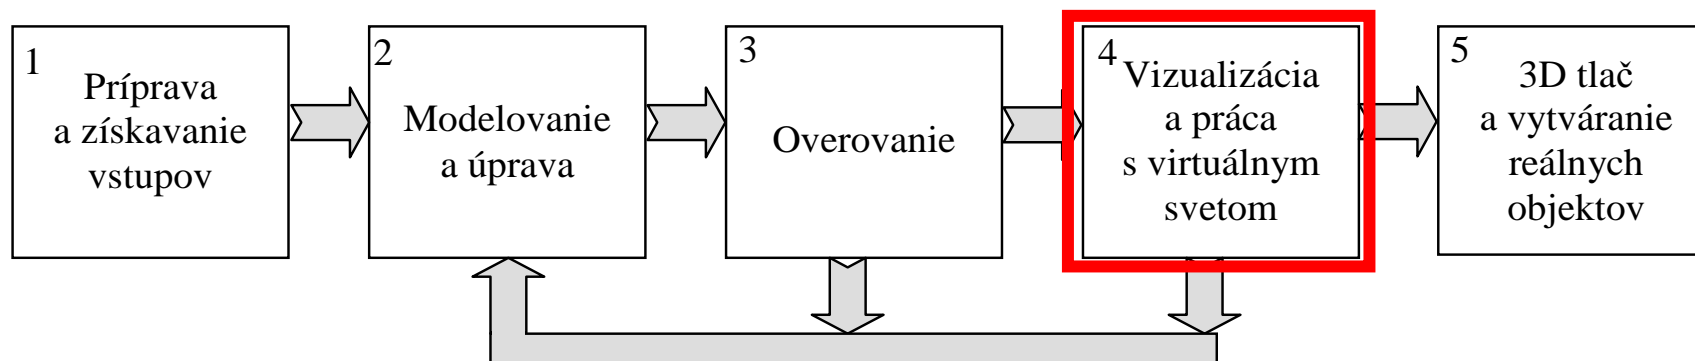 1
Príprava
a získavanie
vstupov
2
Modelovanie
a úprava
3
Overovanie
4
Vizualizácia
a práca
s virtuálnym
svetom
5
3D tlač
a vytváranie
reálnych
objektov